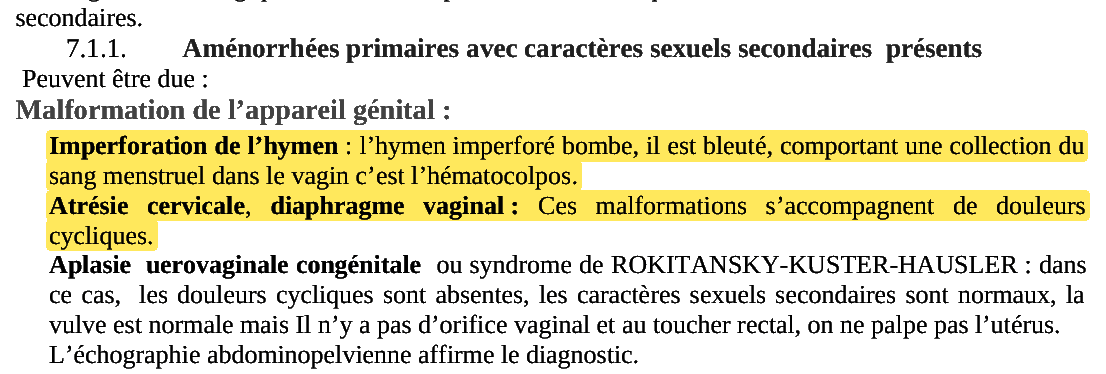 secondaires.
7.1.1. Aménorrhées primaires avec caractères sexuels secondaires présents
Peuvent être due :
Malformation de l'appareil génital :
Imperforation de l'hymen : l'hymen imperforé bombe, il est bleuté, comportant une collection du
sang menstruel dans le vagin c'est l'hématocolpos.
Atrésie cervicale, diaphragme vaginal : Ces malformations s'accompagnent de douleurs
cycliques.
Aplasie uerovaginale congénitale ou syndrome de ROKITANSKY-KUSTER-HAUSLER : dans
ce cas, les douleurs cycliques sont absentes, les caractères sexuels secondaires sont normaux, la
vulve est normale mais Il n'y a pas d'orifice vaginal et au toucher rectal, on ne palpe pas l'utérus.
L'échographie abdominopelvienne affirme le diagnostic.